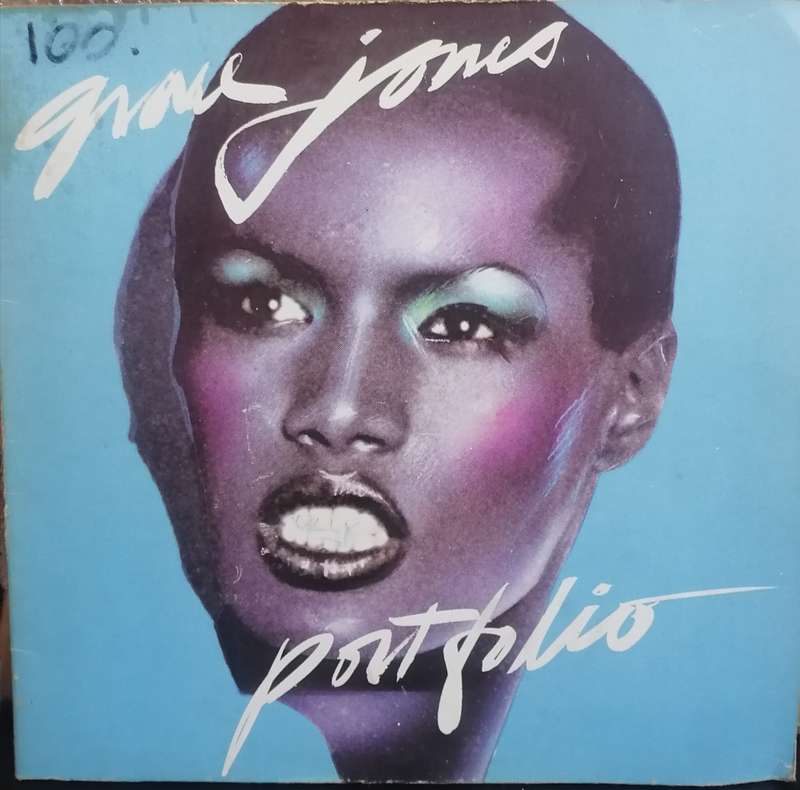 100.
grace jones
portfolio